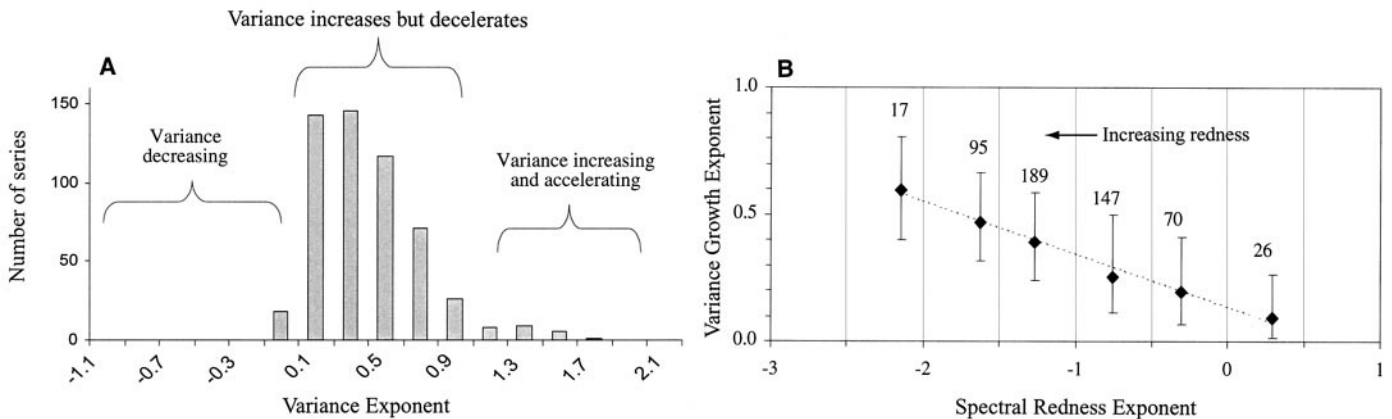 Variance increases but decelerates
A
150
100
50
0
Number of series
Variance
decreasing
Variance increasing
and accelerating
-1.1
-0.7
-0.3
0.1
0.5
0.9
1.3
1.7
2.1
Variance Exponent
B
1.0
0.5
0.0
Variance Growth Exponent
17
95
189
147
70
26
Increasing redness
-3
-2
-1
0
1
Spectral Redness Exponent